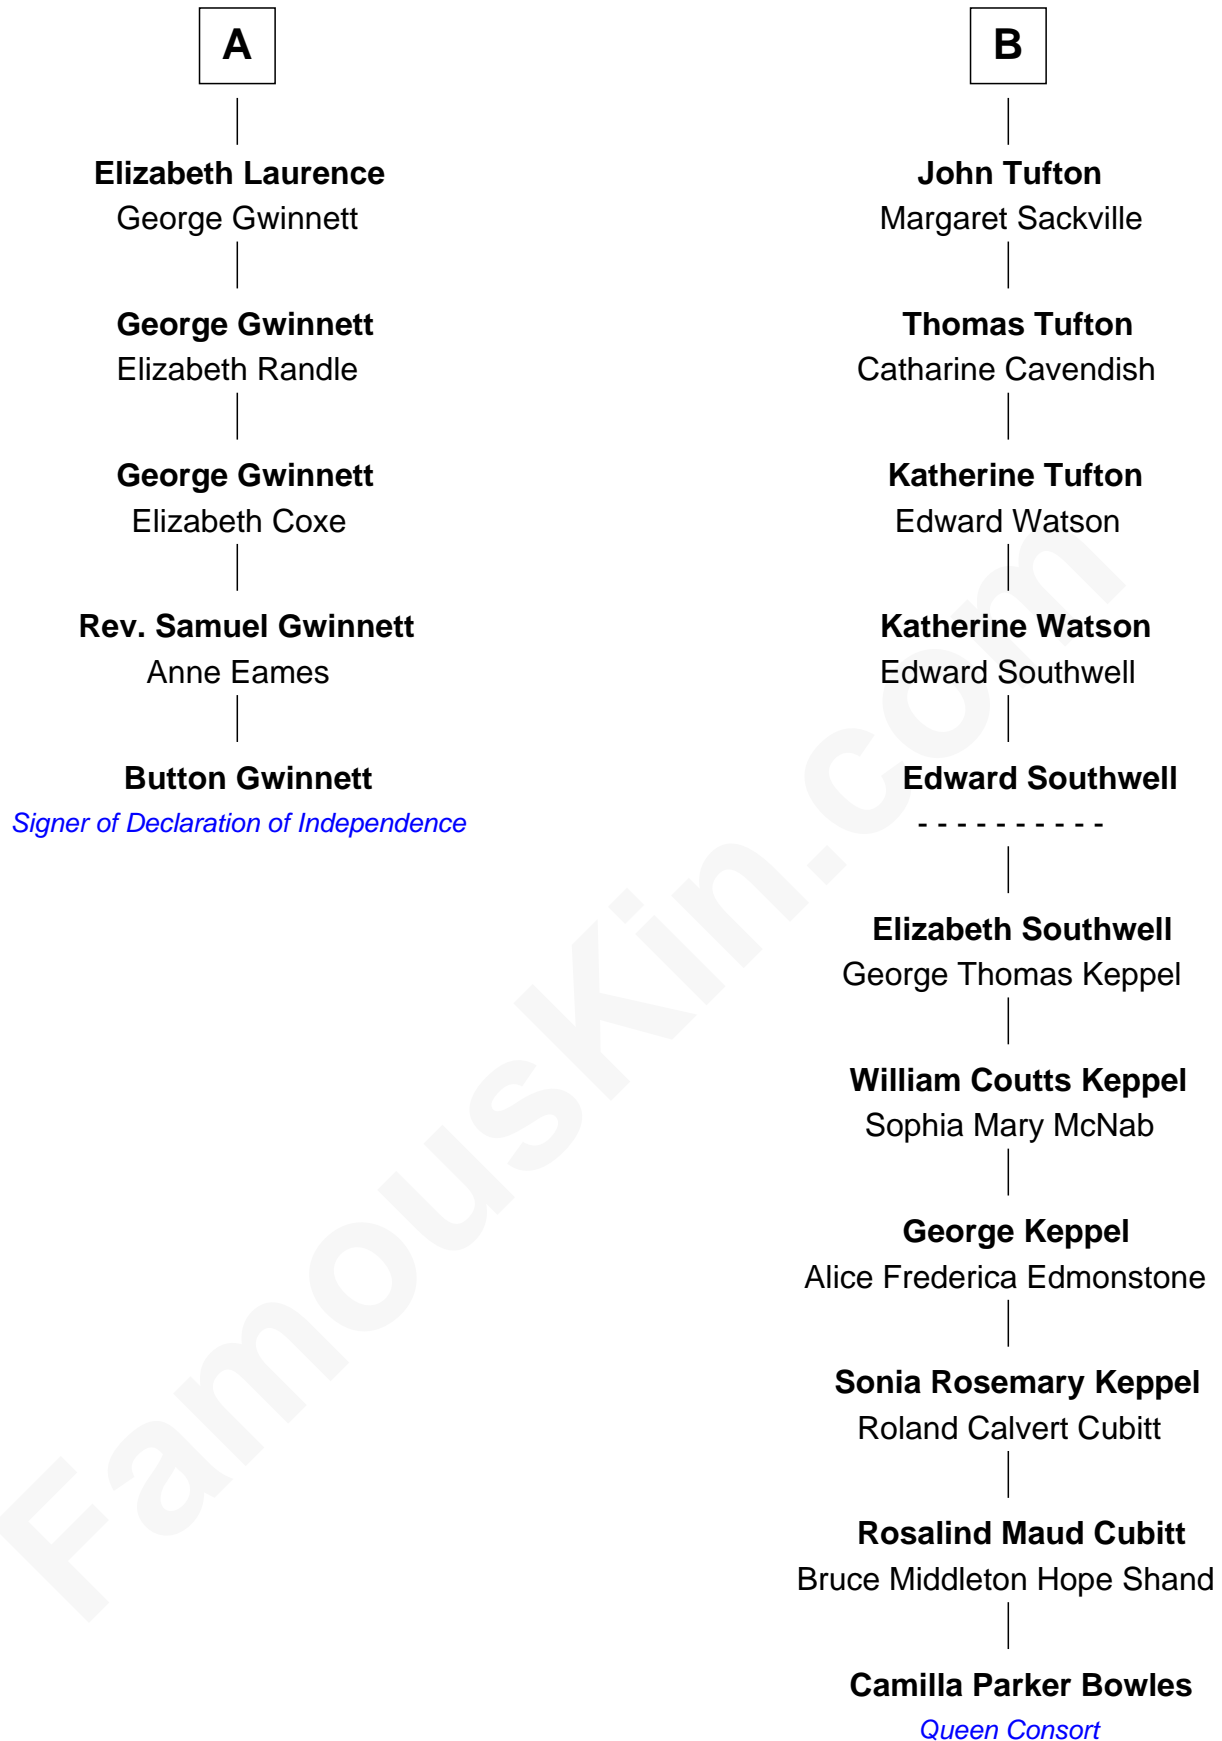 A
Elizabeth Laurence
George Gwinnett
George Gwinnett
Elizabeth Randle
George Gwinnett
Elizabeth Coxe
Rev. Samuel Gwinnett
Anne Eames
Button Gwinnett
Signer of Declaration of Independence
B
John Tufton
Margaret Sackville
Thomas Tufton
Catharine Cavendish
Katherine Tufton
Edward Watson
Katherine Watson
Edward Southwell
Edward Southwell
- - - - - - - - - -
Elizabeth Southwell
George Thomas Keppel
William Coutts Keppel
Sophia Mary McNab
George Keppel
Alice Frederica Edmonstone
Sonia Rosemary Keppel
Roland Calvert Cubitt
Rosalind Maud Cubitt
Bruce Middleton Hope Shand
Camilla Parker Bowles
Queen Consort
FamousKin.com